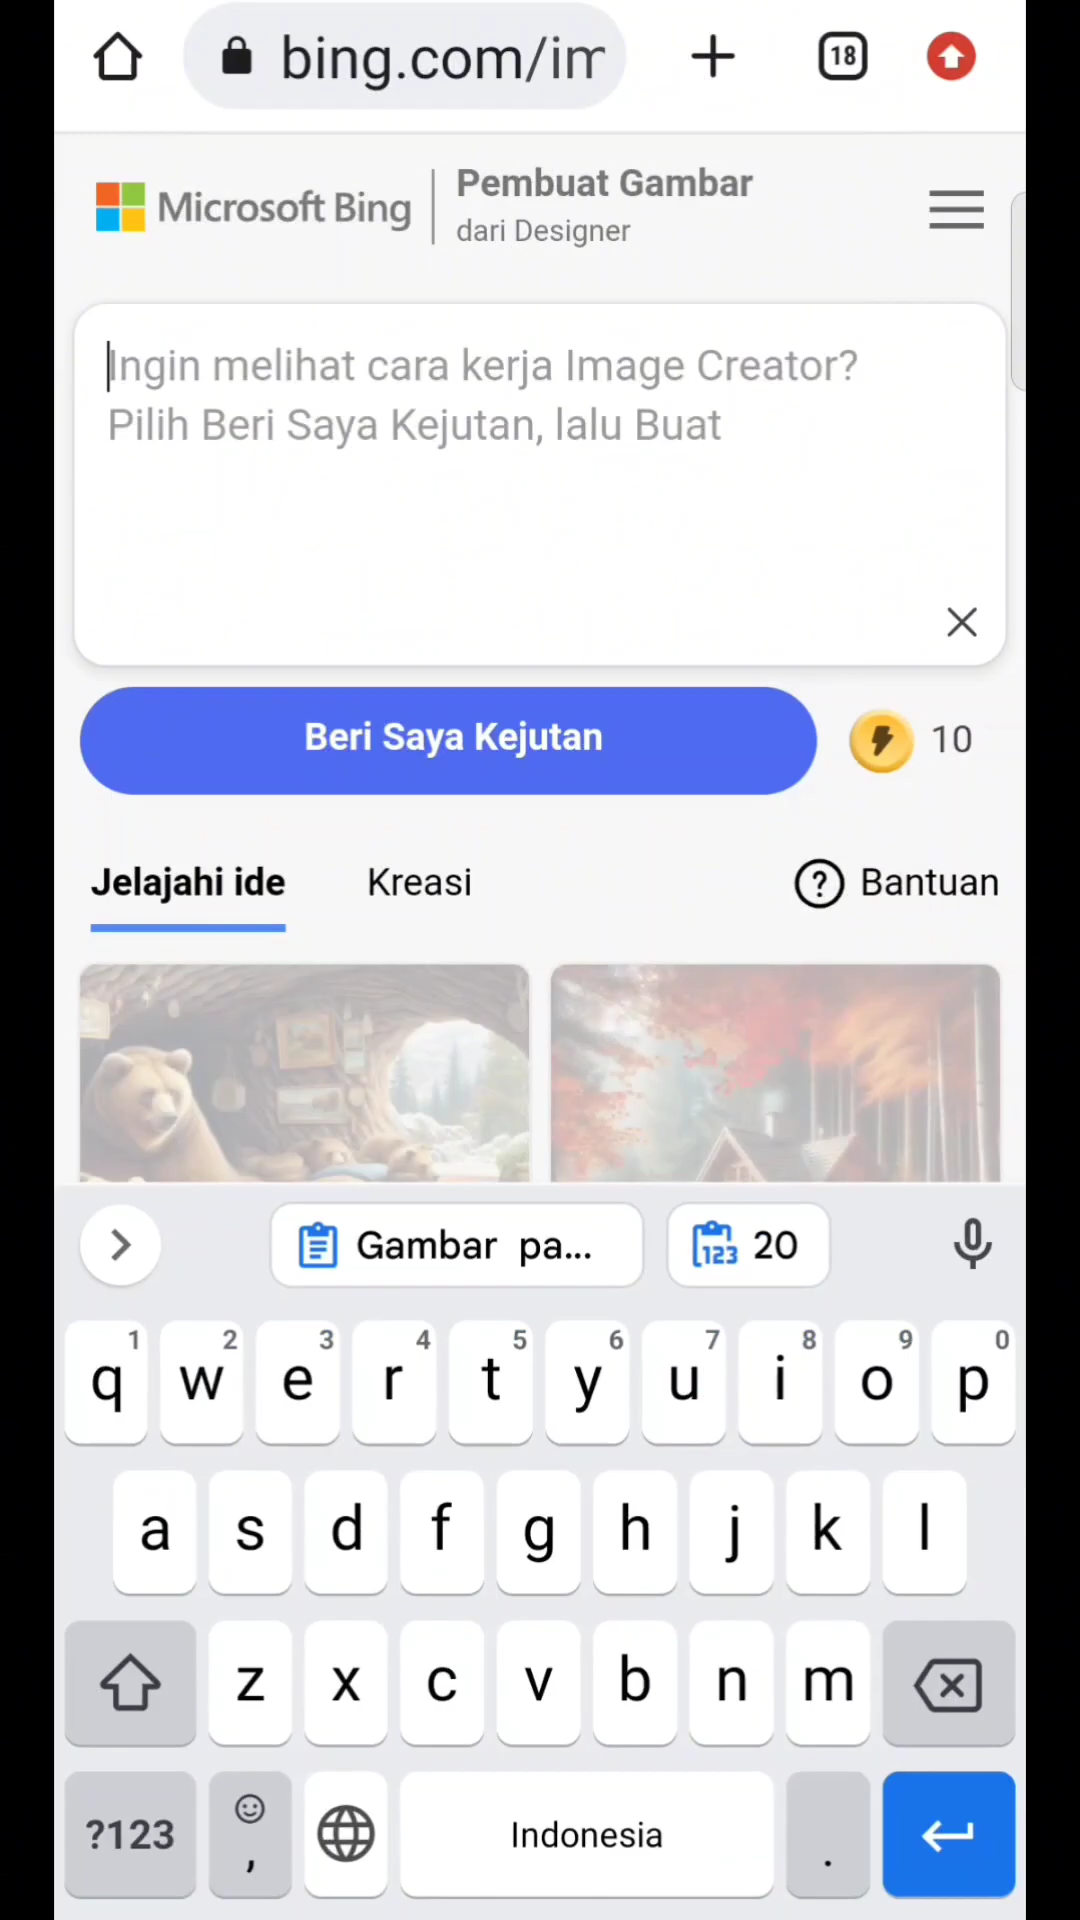 bing.com/im
18
Microsoft Bing
Pembuat Gambar
dari Designer
Ingin melihat cara kerja Image Creator?
Pilih Beri Saya Kejutan, lalu Buat
Beri Saya Kejutan
10
Jelajahi ide
Kreasi
? Bantuan
Gambar pa...
123 20
1 2 3 4 5 6 7 8 9 0
q w e r t y u i o p
a s d f g h j k l
z x c v b n m
?123 , Indonesia .